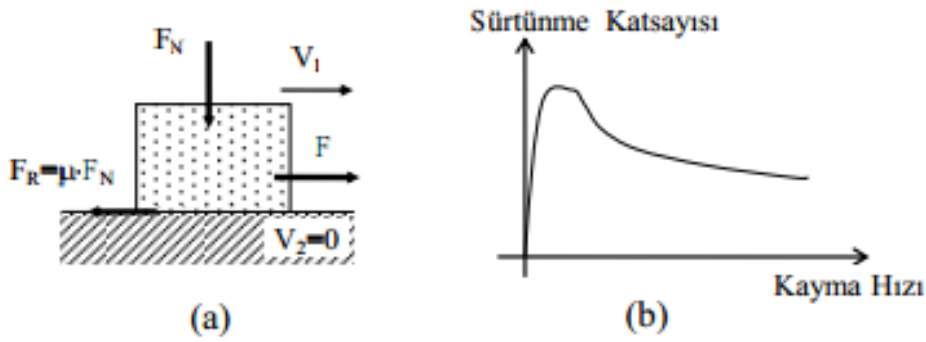 F_N
V_1
F
F_R=μ·F_N
V_2=0
(a)
Sürtünme Katsayısı
Kayma Hızı
(b)